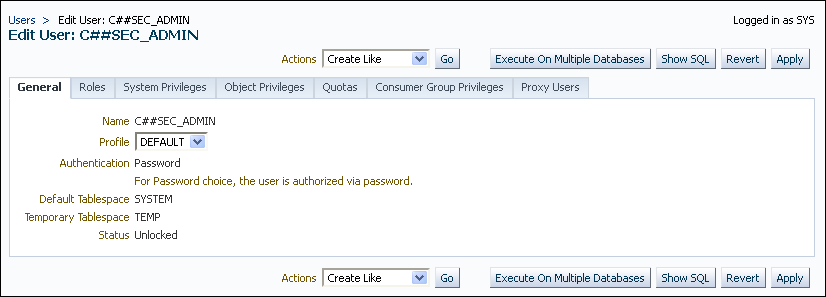 Users > Edit User: C##SEC_ADMIN Logged in as SYS
Edit User: C##SEC_ADMIN
Actions Create Like Go Execute On Multiple Databases Show SQL Revert Apply
General Roles System Privileges Object Privileges Quotas Consumer Group Privileges Proxy Users
Name C##SEC_ADMIN
Profile DEFAULT
Authentication Password
For Password choice, the user is authorized via password.
Default Tablespace SYSTEM
Temporary Tablespace TEMP
Status Unlocked
Actions Create Like Go Execute On Multiple Databases Show SQL Revert Apply